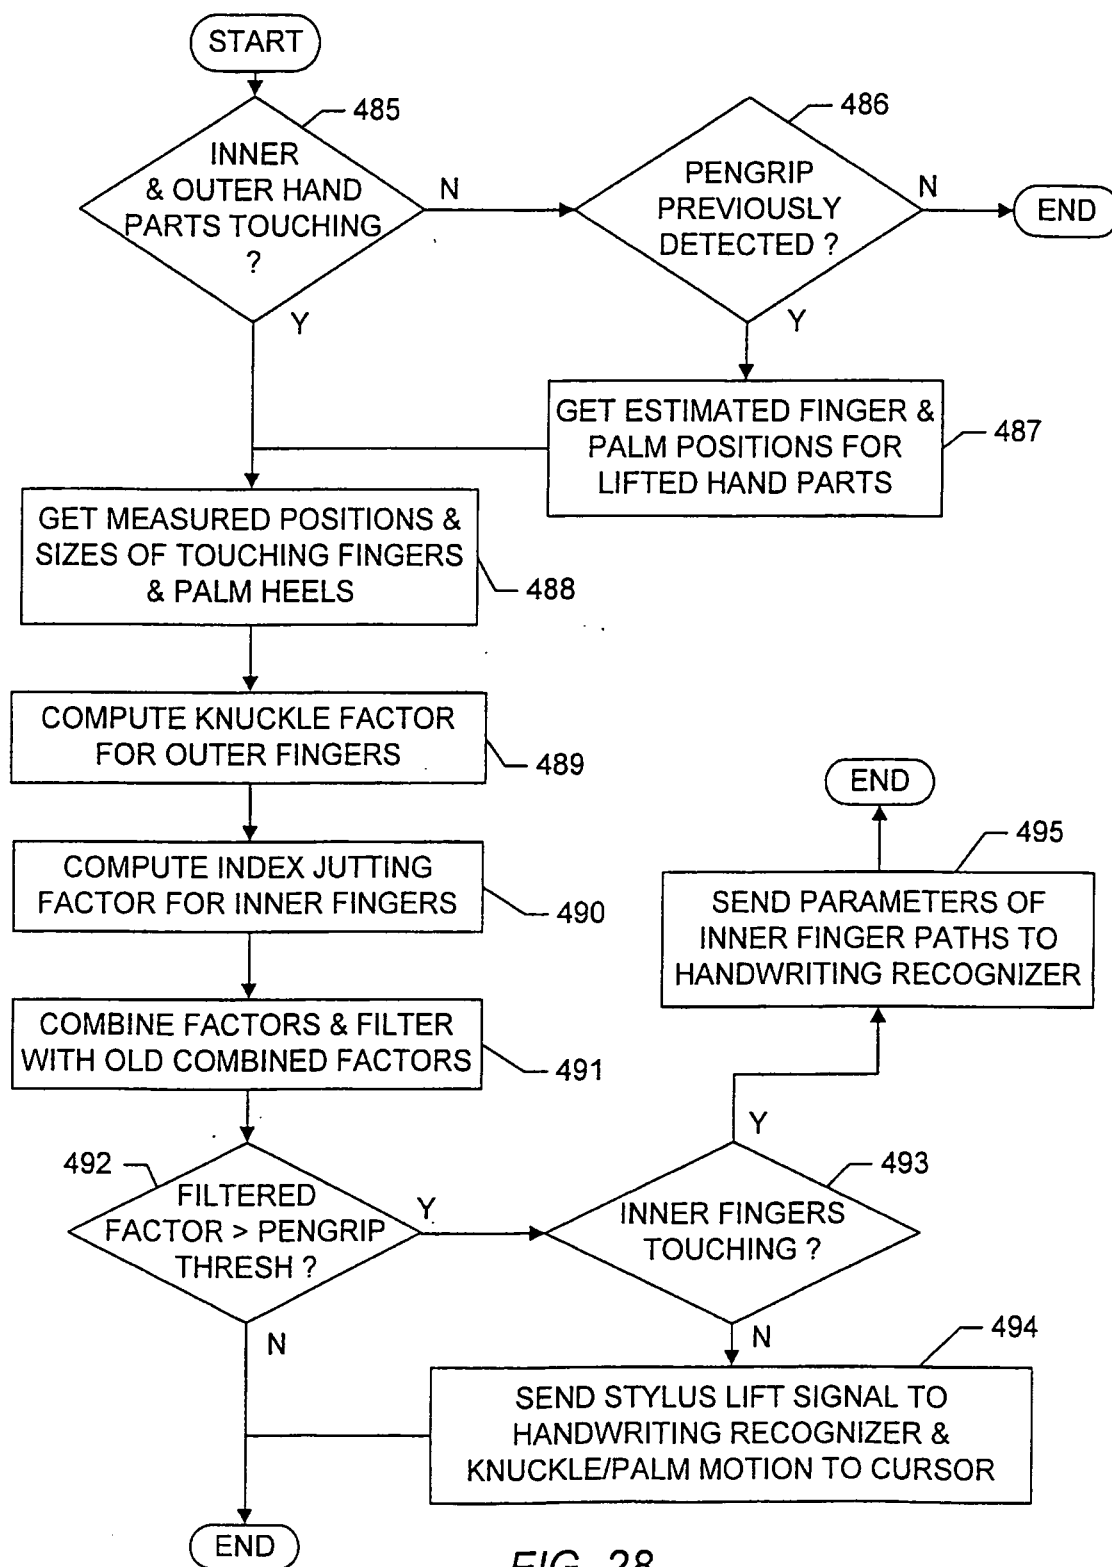 START
485
INNER
& OUTER HAND
PARTS TOUCHING
?
N
Y
486
PENGRIP
PREVIOUSLY
DETECTED ?
N
END
Y
GET ESTIMATED FINGER &
PALM POSITIONS FOR
LIFTED HAND PARTS
487
GET MEASURED POSITIONS &
SIZES OF TOUCHING FINGERS
& PALM HEELS
488
COMPUTE KNUCKLE FACTOR
FOR OUTER FINGERS
489
COMPUTE INDEX JUTTING
FACTOR FOR INNER FINGERS
490
COMBINE FACTORS & FILTER
WITH OLD COMBINED FACTORS
491
492
FILTERED
FACTOR > PENGRIP
THRESH ?
Y
N
END
495
SEND PARAMETERS OF
INNER FINGER PATHS TO
HANDWRITING RECOGNIZER
Y
493
INNER FINGERS
TOUCHING ?
N
494
SEND STYLUS LIFT SIGNAL TO
HANDWRITING RECOGNIZER &
KNUCKLE/PALM MOTION TO CURSOR
END
FIG. 28